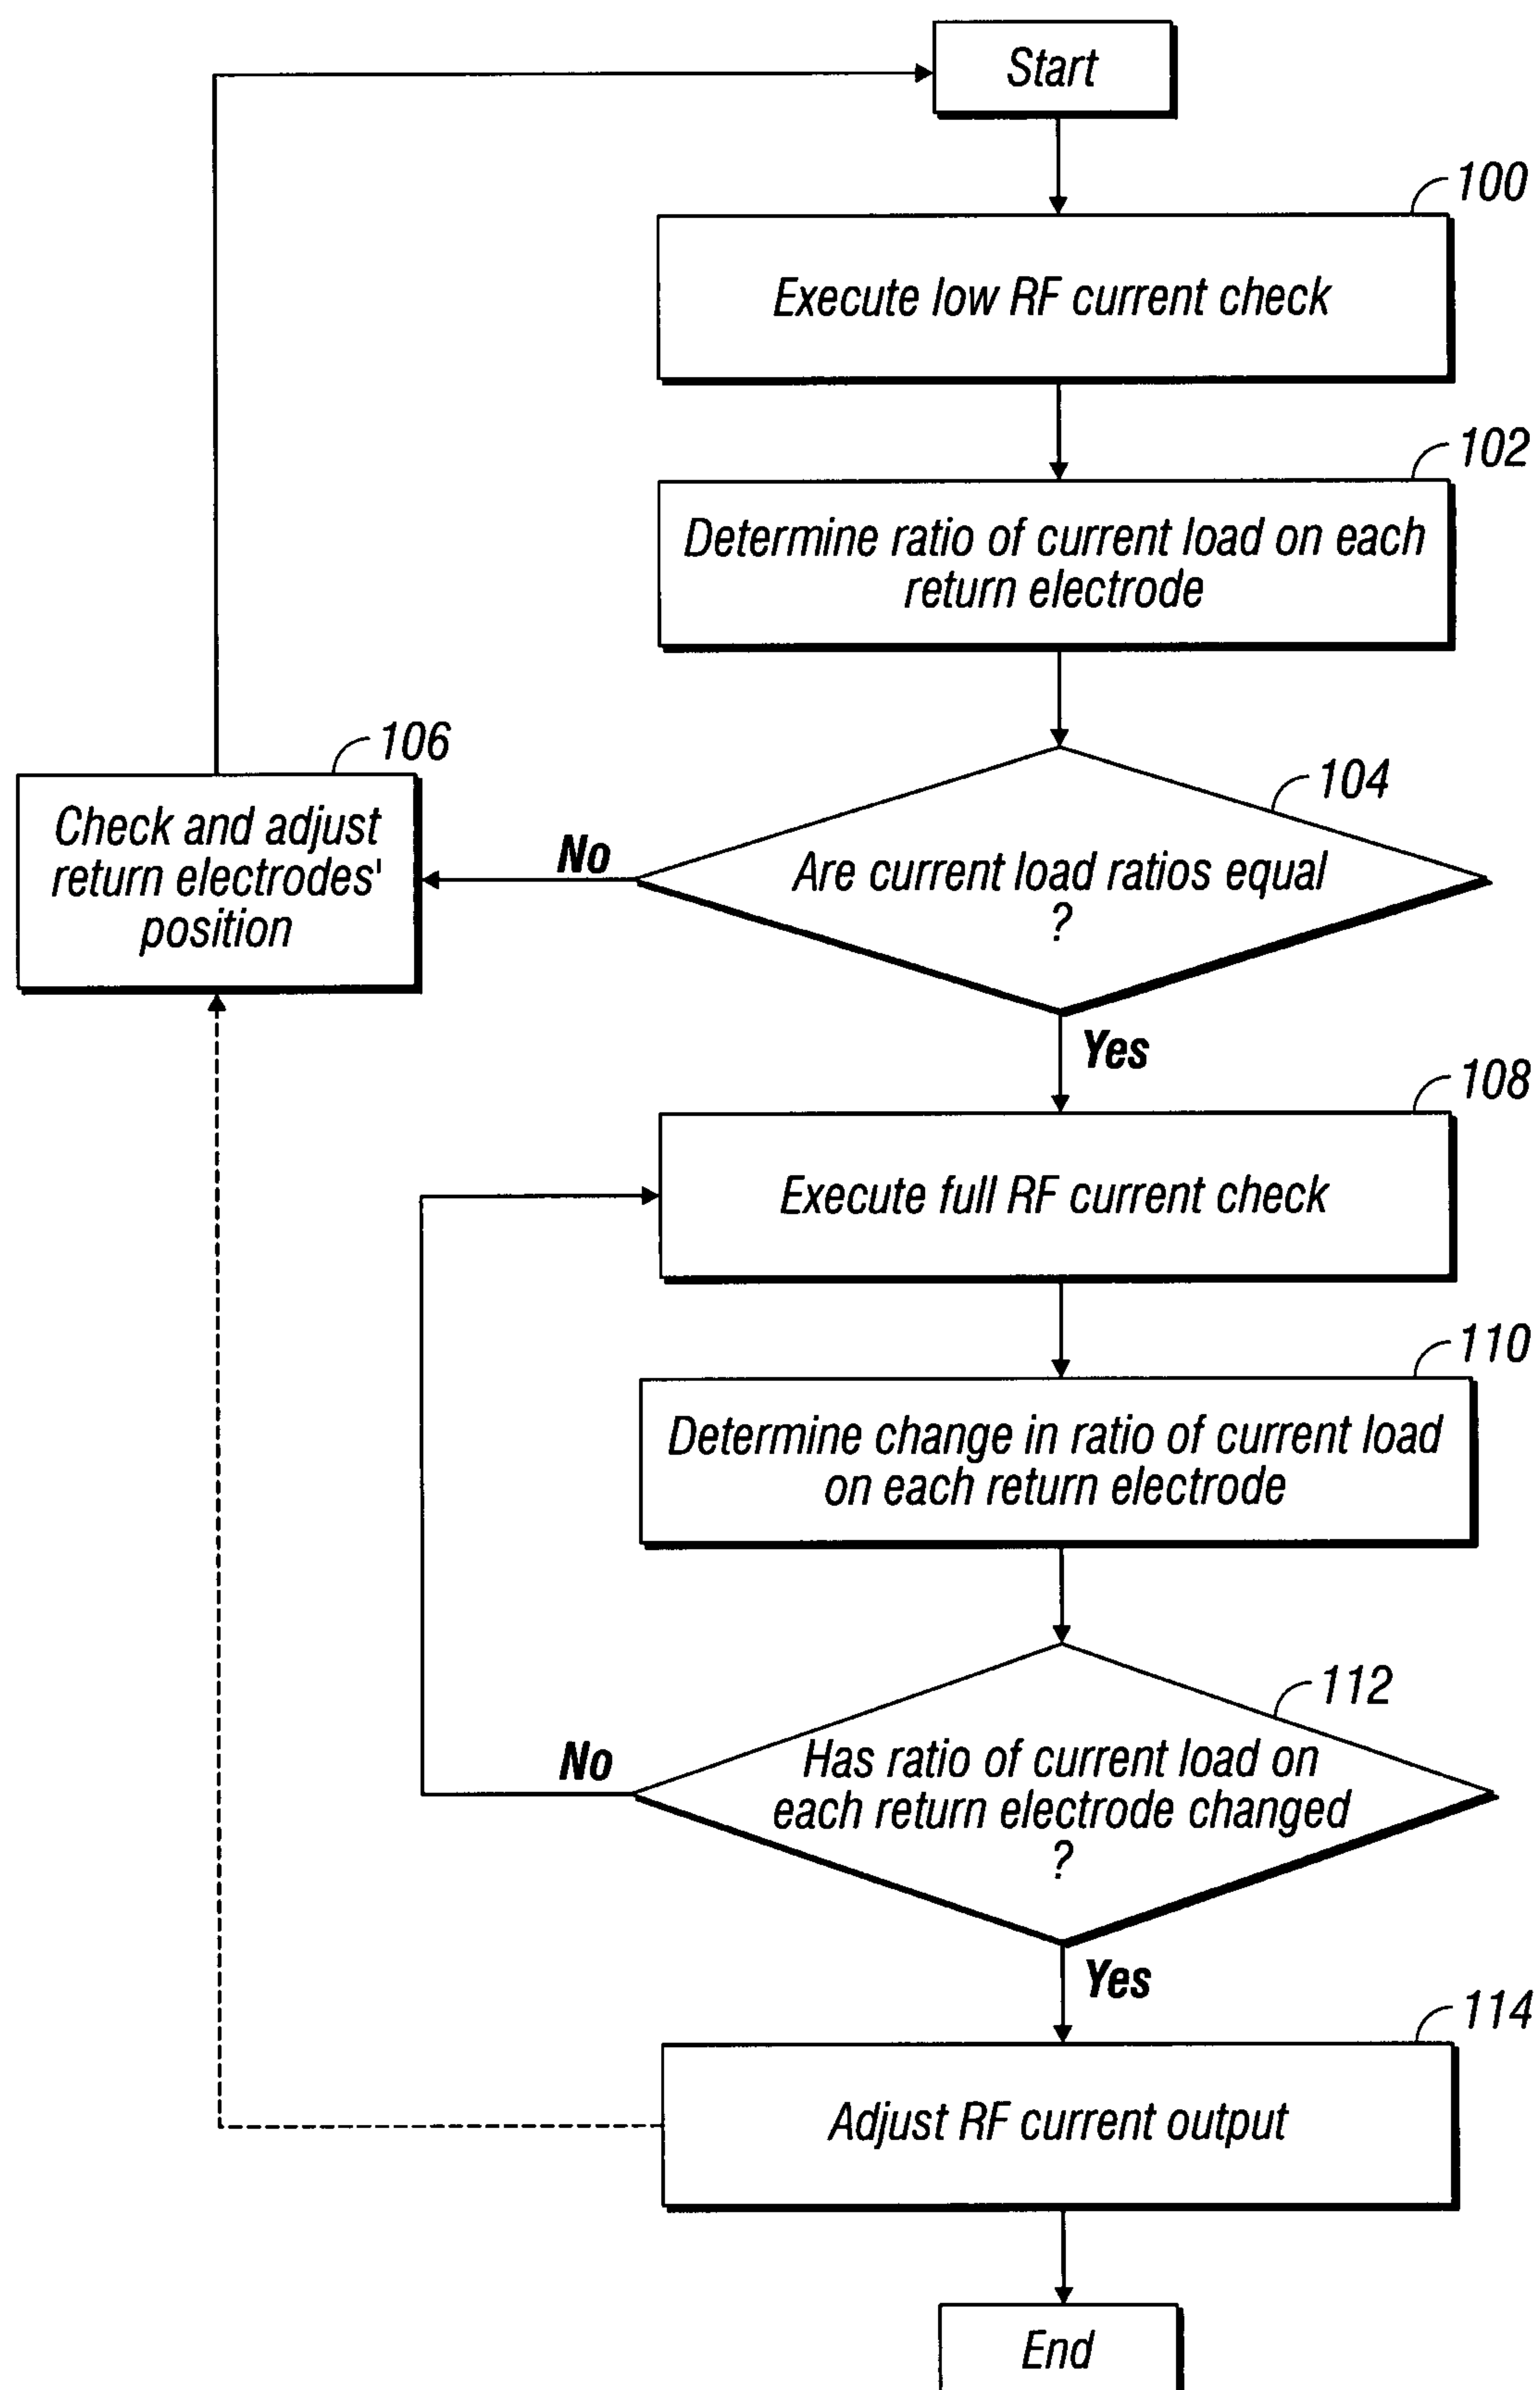 Start
100
Execute low RF current check
102
Determine ratio of current load on each
return electrode
106
Check and adjust
return electrodes'
position
No
104
Are current load ratios equal
?
Yes
108
Execute full RF current check
110
Determine change in ratio of current load
on each return electrode
112
No
Has ratio of current load on
each return electrode changed
?
Yes
114
Adjust RF current output
End